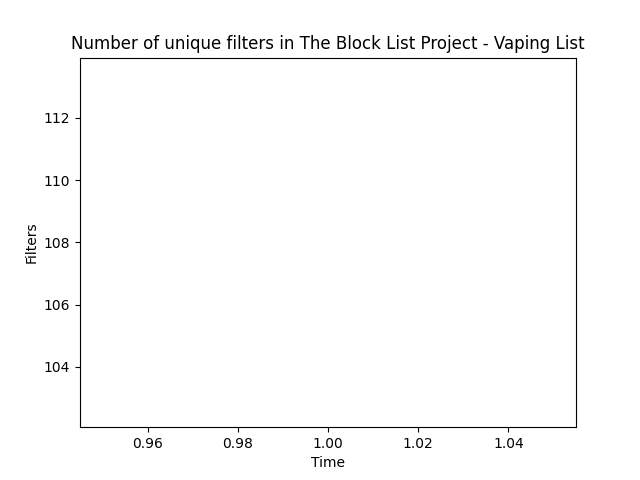 Number of unique filters in The Block List Project - Vaping List
112
110
108
106
104
Filters
0.96 0.98 1.00 1.02 1.04
Time